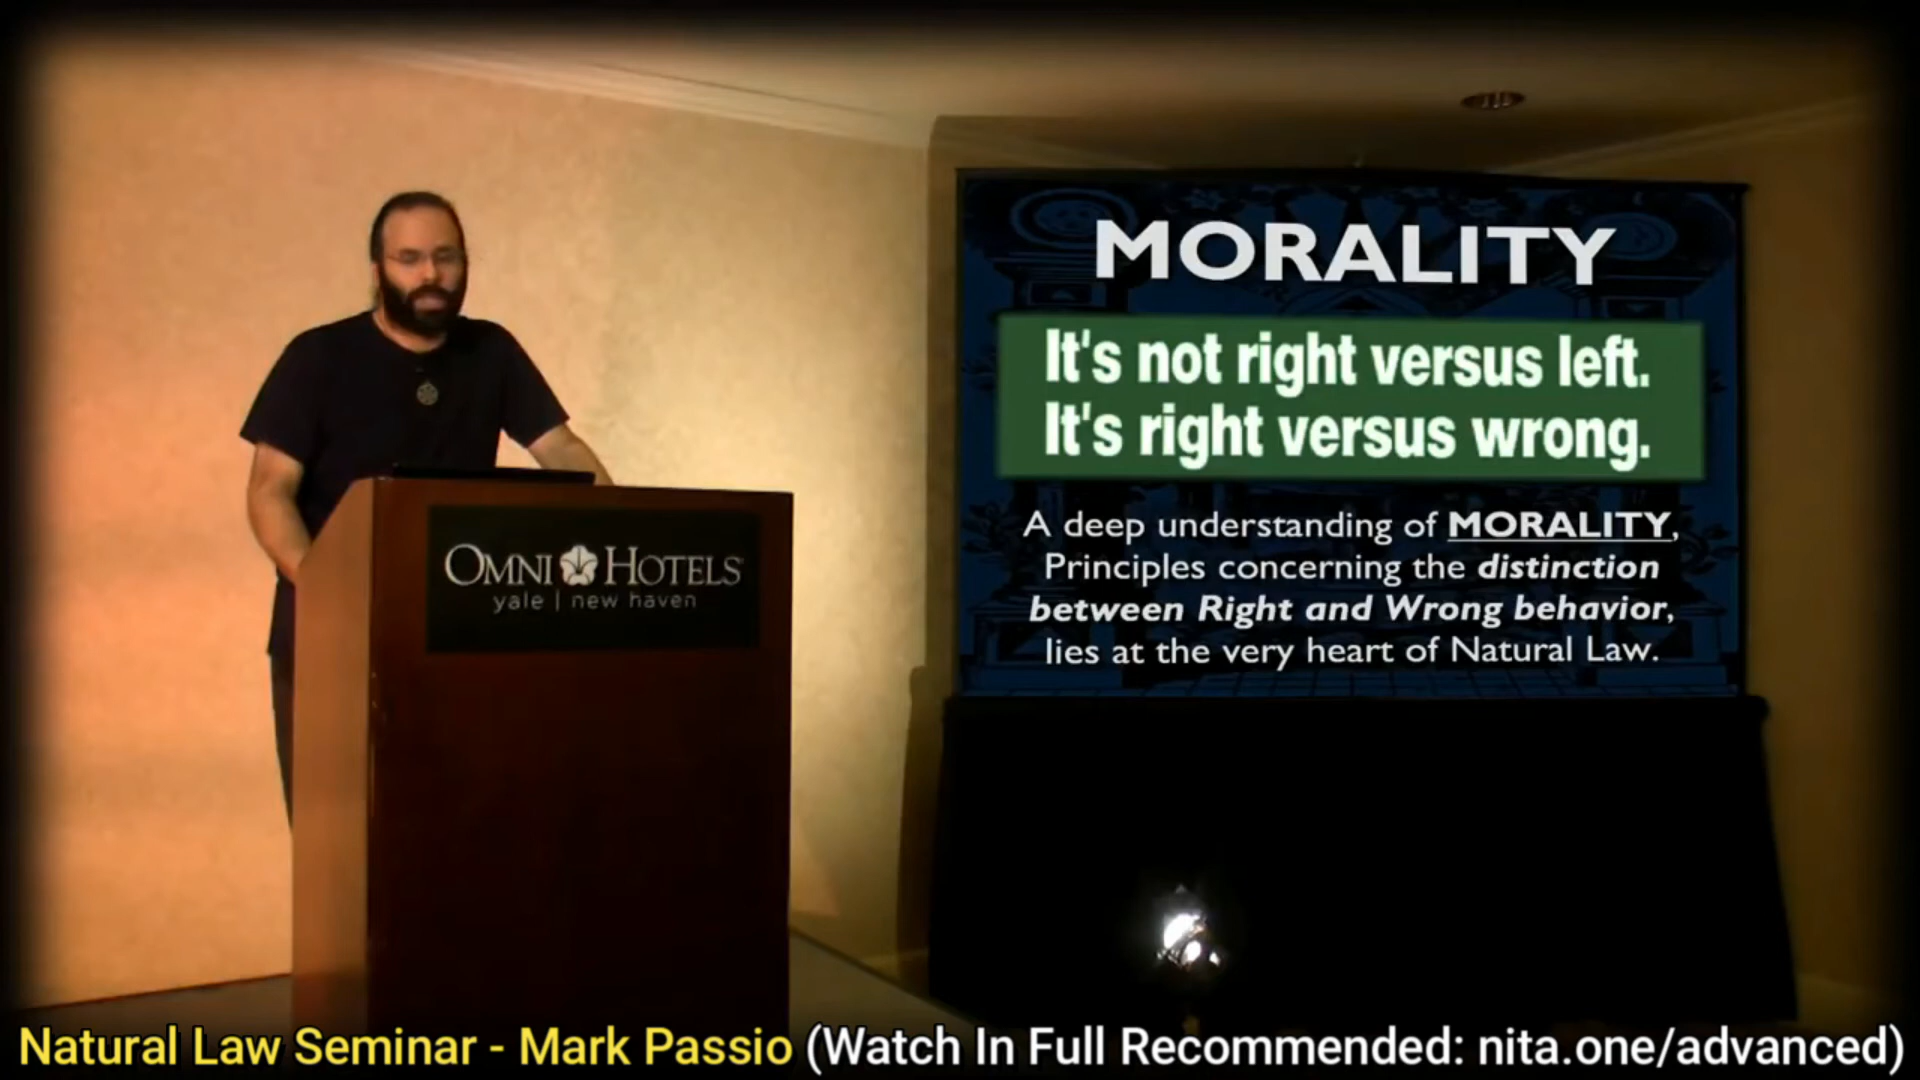 MORALITY
It's not right versus left.
It's right versus wrong.
A deep understanding of MORALITY,
Principles concerning the distinction
between Right and Wrong behavior,
lies at the very heart of Natural Law.
OMNI HOTELS
yale | new haven
Natural Law Seminar - Mark Passio (Watch In Full Recommended: nita.one/advanced)